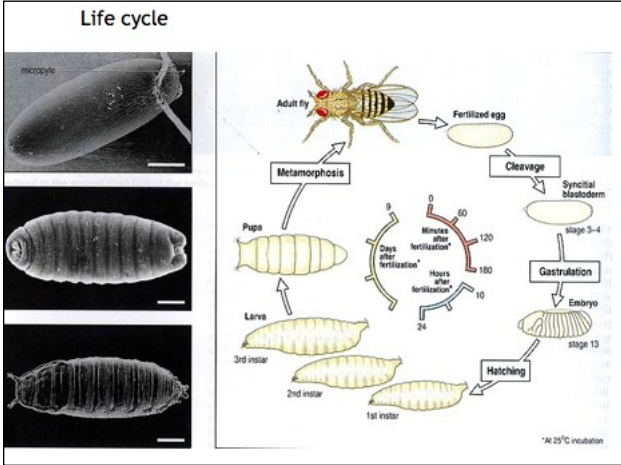 Life cycle
micropyle
Adult fly
Fertilized egg
Cleavage
Syncitial
blastoderm
stage 3–4
Gastrulation
Embryo
stage 13
Hatching
1st instar
2nd instar
3rd instar
Larva
Pupa
Metamorphosis
9
Days
after
fertilization*
0
60
120
180
Minutes
after
fertilization*
Hours
after
fertilization*
10
24
*At 25⁰C incubation